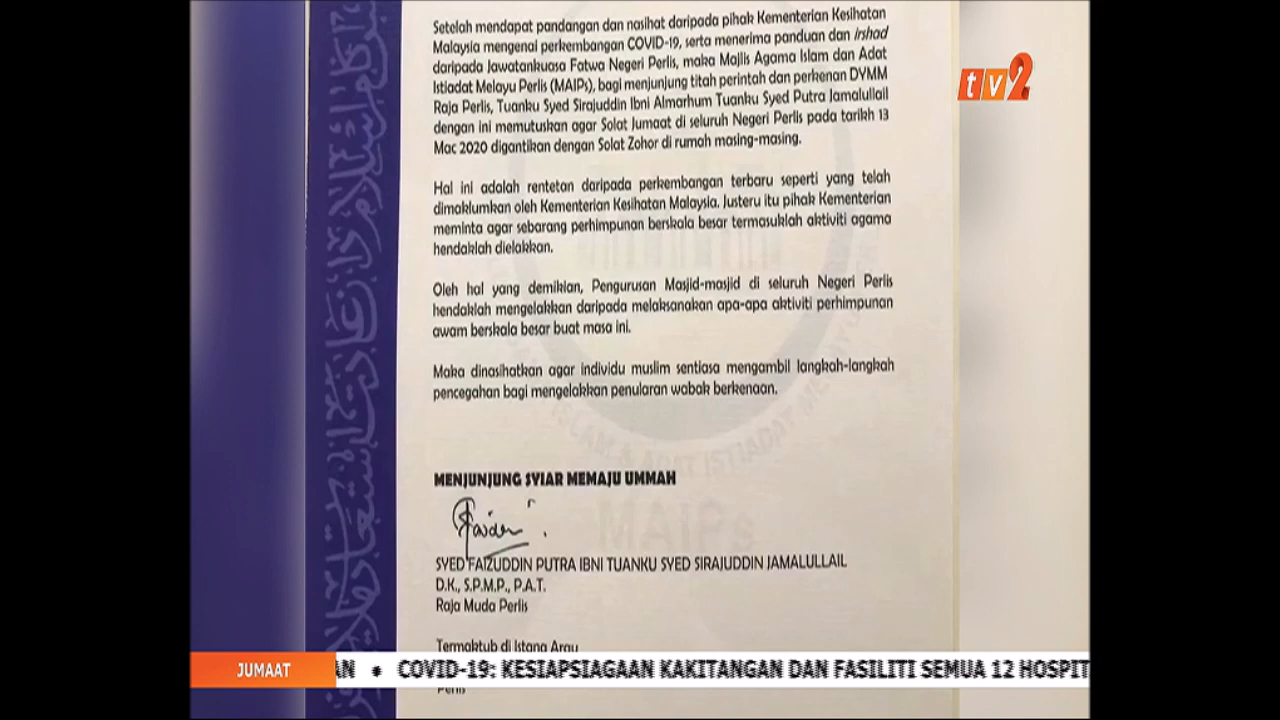 Setelah mendapat pandangan dan nasihat daripada pihak Kementerian Kesihatan
Malaysia mengenai perkembangan COVID-19, serta menerima panduan dan Irshad
daripada Jawatankuasa Fatwa Negeri Perlis, maka Majlis Agama Islam dan Adat
Istiadat Melayu Perlis (MAIPs), bagi menjunjung titah perintah dan perkenan DYMM
Raja Perlis, Tuanku Syed Sirajuddin Ibni Almarhum Tuanku Syed Putra Jamalullail
dengan ini memutuskan agar Solat Jumaat di seluruh Negeri Perlis pada tarikh 13
Mac 2020 digantikan dengan Solat Zohor di rumah masing-masing.
Hal ini adalah rentetan daripada perkembangan terbaru seperti yang telah
dimaklumkan oleh Kementerian Kesihatan Malaysia. Justeru itu pihak Kementerian
meminta agar sebarang perhimpunan berskala besar termasuklah aktiviti agama
hendaklah dielakkan.
Oleh hal yang demikian, Pengurusan Masjid-masjid di seluruh Negeri Perlis
hendaklah mengelakkan daripada melaksanakan apa-apa aktiviti perhimpunan
awam berskala besar buat masa ini.
Maka dinasihatkan agar individu muslim sentiasa mengambil langkah-langkah
pencegahan bagi mengelakkan penularan wabak berkenaan.
MENJUNJUNG SYIAR MEMAJU UMMAH
MAIPs
SYED FAIZUDDIN PUTRA IBNI TUANKU SYED SIRAJUDDIN JAMALULLAIL
D.K., S.P.M.P., P.A.T.
Raja Muda Perlis
Termaktub di Istana Arau
Perlis
tv2
JUMAAT
AN • COVID-19: KESIAPSIAGAAN KAKITANGAN DAN FASILITI SEMUA 12 HOSPIT